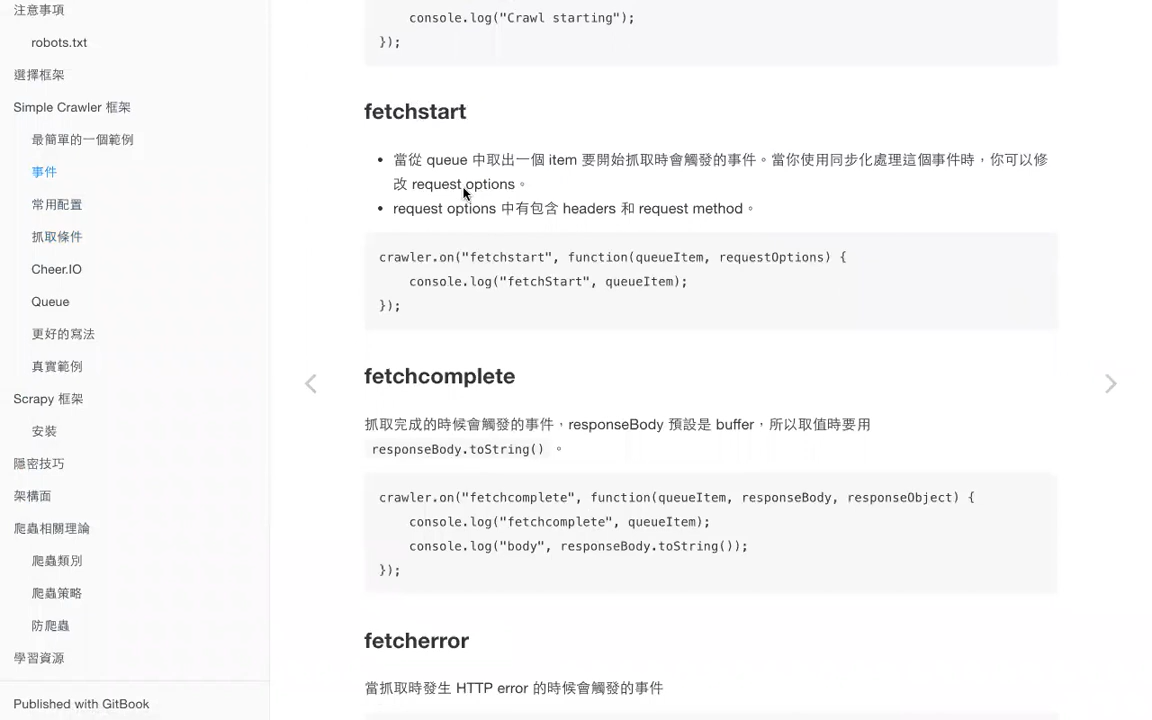 注意事項
robots.txt
選擇框架
Simple Crawler 框架
最簡單的一個範例
事件
常用配置
抓取條件
Cheer.IO
Queue
更好的寫法
真實範例
Scrapy 框架
安裝
隱密技巧
架構面
爬蟲相關理論
爬蟲類別
爬蟲策略
防爬蟲
學習資源
Published with GitBook
console.log("Crawl starting");
});
fetchstart
• 當從 queue 中取出一個 item 要開始抓取時會觸發的事件。當你使用同步化處理這個事件時，你可以修
改 request options。
• request options 中有包含 headers 和 request method。
crawler.on("fetchstart", function(queueItem, requestOptions) {
console.log("fetchStart", queueItem);
});
fetchcomplete
抓取完成的時候會觸發的事件，responseBody 預設是 buffer，所以取值時要用
responseBody.toString() 。
crawler.on("fetchcomplete", function(queueItem, responseBody, responseObject) {
console.log("fetchcomplete", queueItem);
console.log("body", responseBody.toString());
});
fetcherror
當抓取時發生 HTTP error 的時候會觸發的事件